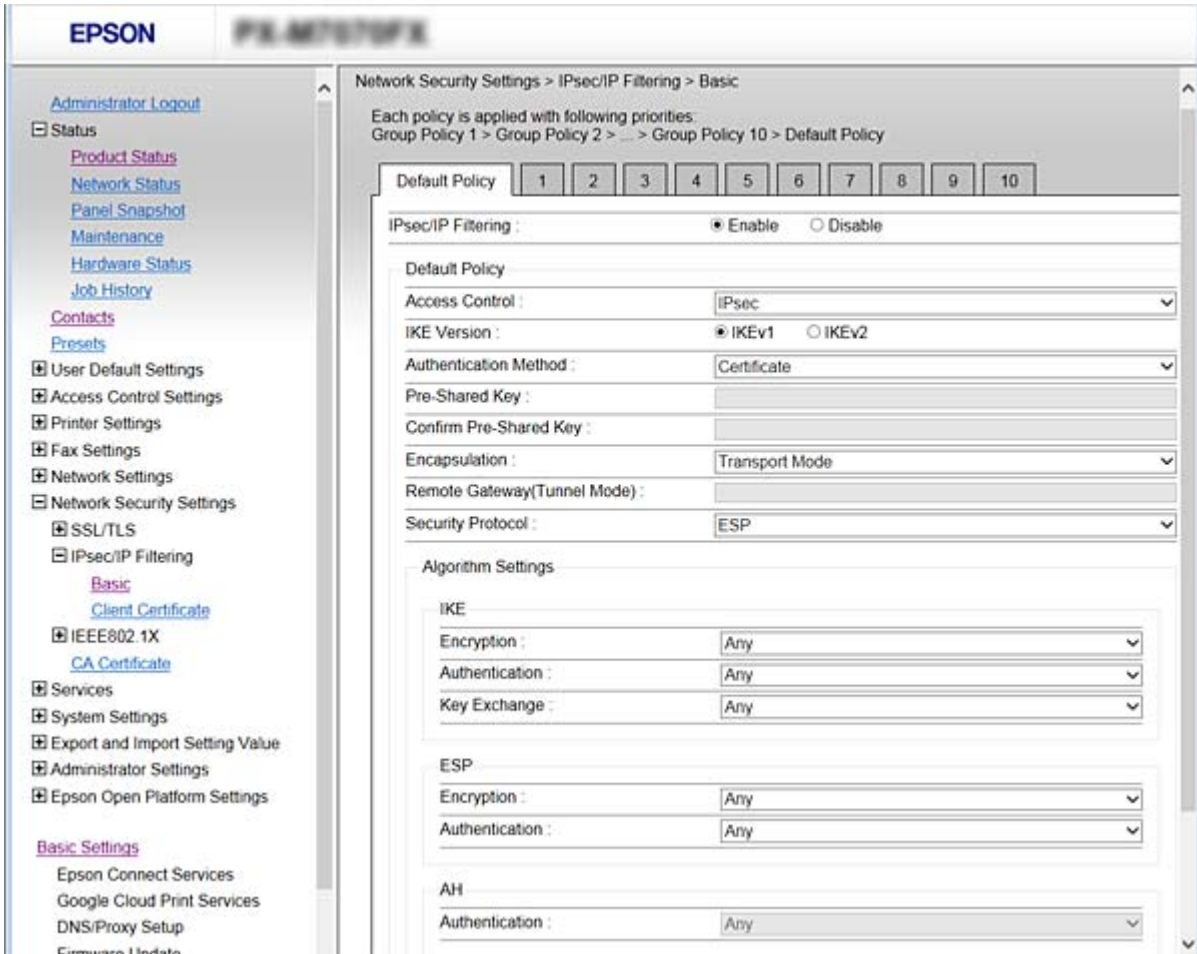 EPSON
Administrator Logout
Status
Product Status
Network Status
Panel Snapshot
Maintenance
Hardware Status
Job History
Contacts
Presets
User Default Settings
Access Control Settings
Printer Settings
Fax Settings
Network Settings
Network Security Settings
SSL/TLS
IPsec/IP Filtering
Basic
Client Certificate
IEEE802.1X
CA Certificate
Services
System Settings
Export and Import Setting Value
Administrator Settings
Epson Open Platform Settings
Basic Settings
Epson Connect Services
Google Cloud Print Services
DNS/Proxy Setup
Firmware Update
Network Security Settings > IPsec/IP Filtering > Basic
Each policy is applied with following priorities:
Group Policy 1 > Group Policy 2 > ... > Group Policy 10 > Default Policy
Default Policy 1 2 3 4 5 6 7 8 9 10
IPsec/IP Filtering : Enable Disable
Default Policy
Access Control : IPsec
IKE Version : IKEv1 IKEv2
Authentication Method : Certificate
Pre-Shared Key :
Confirm Pre-Shared Key :
Encapsulation : Transport Mode
Remote Gateway(Tunnel Mode) :
Security Protocol : ESP
Algorithm Settings
IKE
Encryption : Any
Authentication : Any
Key Exchange : Any
ESP
Encryption : Any
Authentication : Any
AH
Authentication : Any